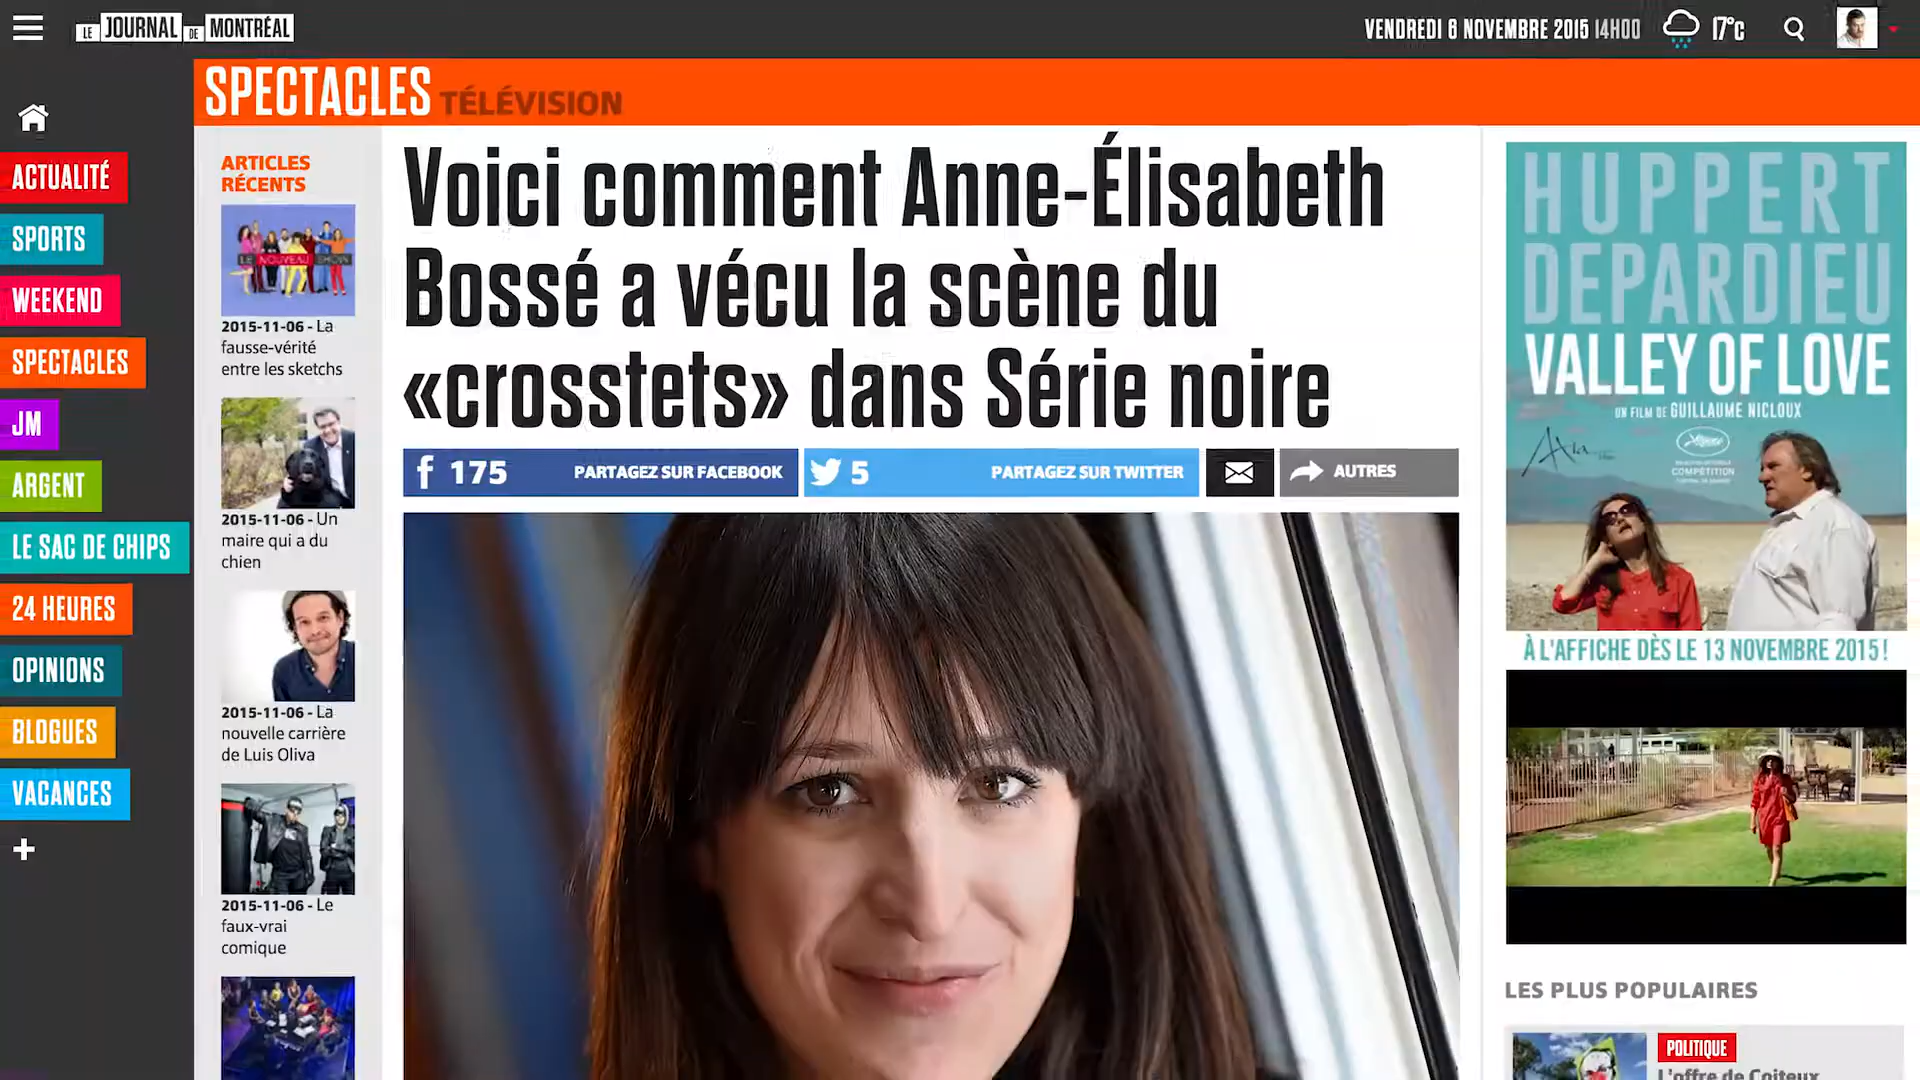 LE JOURNAL DE MONTRÉAL
VENDREDI 6 NOVEMBRE 2015 14H00
17°C
SPECTACLES TÉLÉVISION
ACTUALITÉ
SPORTS
WEEKEND
SPECTACLES
JM
ARGENT
LE SAC DE CHIPS
24 HEURES
OPINIONS
BLOGUES
VACANCES
ARTICLES
RÉCENTS
LE NOUVEAU SHOW
2015-11-06 - La
fausse-vérité
entre les sketchs
2015-11-06 - Un
maire qui a du
chien
2015-11-06 - La
nouvelle carrière
de Luis Oliva
2015-11-06 - Le
faux-vrai
comique
Voici comment Anne-Élisabeth
Bossé a vécu la scène du
«crosstets» dans Série noire
175 PARTAGEZ SUR FACEBOOK
5 PARTAGEZ SUR TWITTER
AUTRES
HUPPERT
DEPARDIEU
VALLEY OF LOVE
UN FILM DE GUILLAUME NICLOUX
COMPÉTITION
À L'AFFICHE DÈS LE 13 NOVEMBRE 2015 !
LES PLUS POPULAIRES
POLITIQUE
L'offre de Coiteux